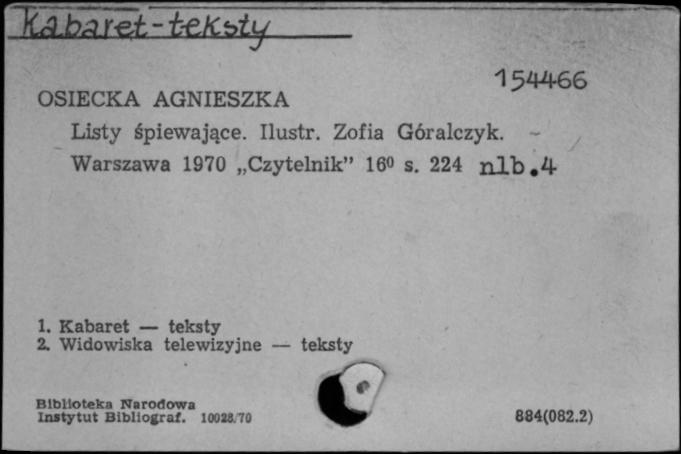 Kabaret-teksty
154466
OSIECKA AGNIESZKA
Listy śpiewające. Ilustr. Zofia Góralczyk.
Warszawa 1970 „Czytelnik” 16⁰ s. 224 nlb.4
1. Kabaret — teksty
2. Widowiska telewizyjne — teksty
Biblioteka Narodowa
Instytut Bibliograf. 10028/70
884(082.2)